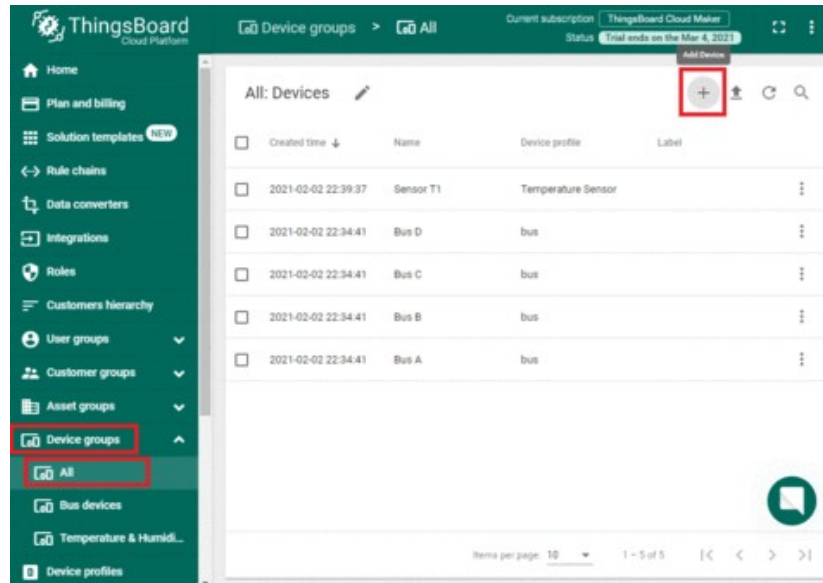 ThingsBoard
Cloud Platform
Device groups > All
Current subscription ThingsBoard Cloud Maker
Status Trial ends on the Mar 4, 2021
Add Device
Home
Plan and billing
Solution templates NEW
Rule chains
Data converters
Integrations
Roles
Customers hierarchy
User groups
Customer groups
Asset groups
Device groups
All
Bus devices
Temperature & Humidi...
Device profiles
All: Devices
Created time Name Device profile Label
2021-02-02 22:39:37 Sensor T1 Temperature Sensor
2021-02-02 22:34:41 Bus D bus
2021-02-02 22:34:41 Bus C bus
2021-02-02 22:34:41 Bus B bus
2021-02-02 22:34:41 Bus A bus
Items per page: 10 1 – 5 of 5